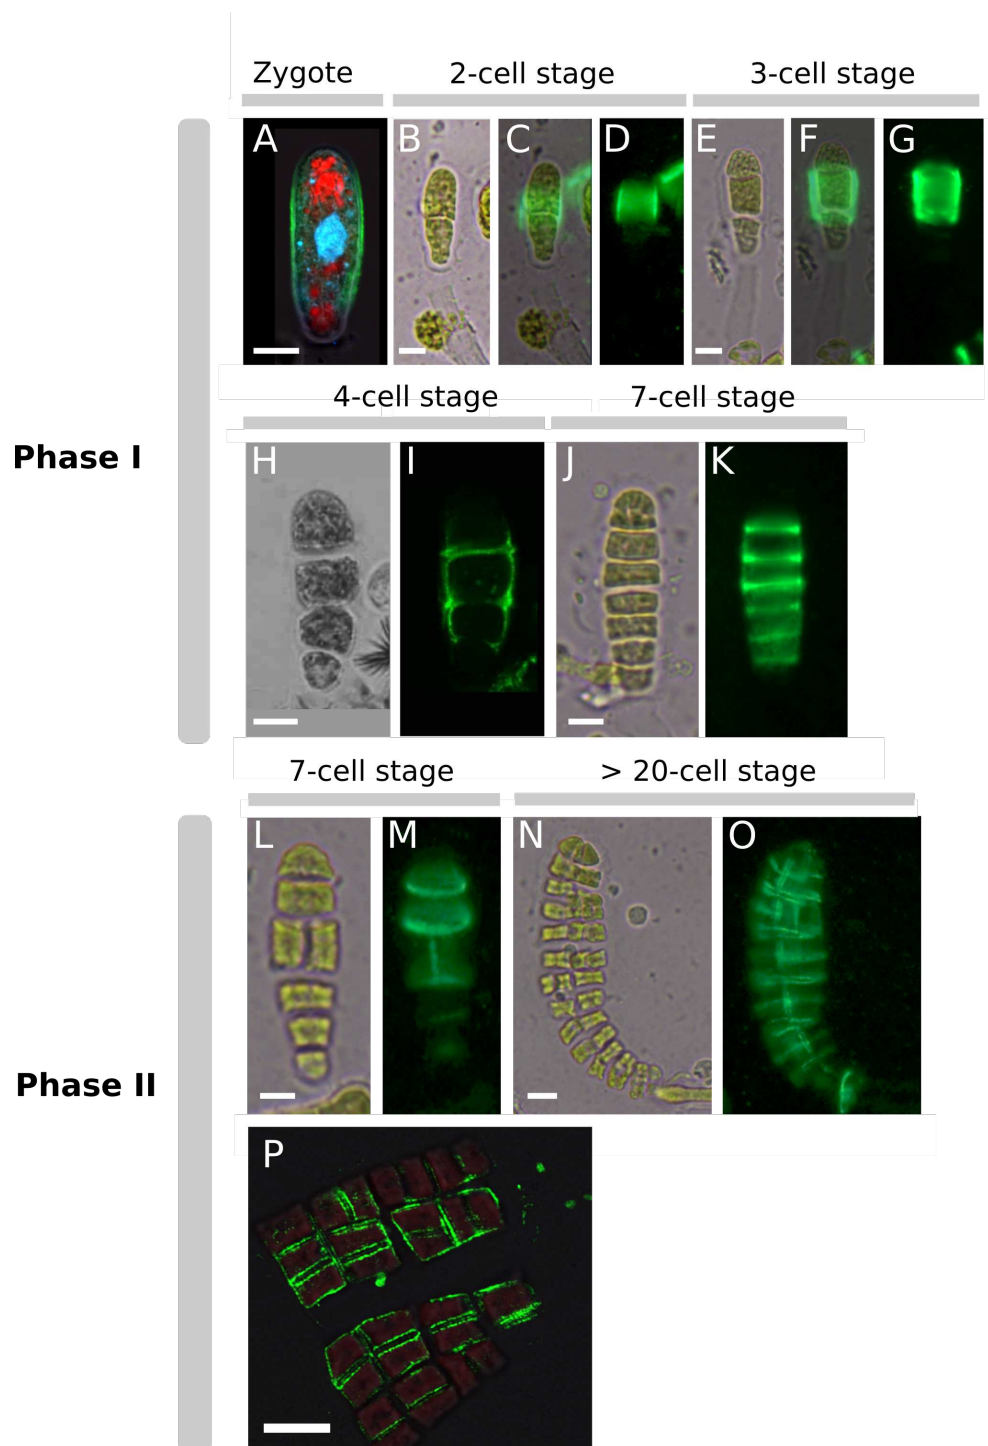 Zygote 2-cell stage 3-cell stage
A B C D E F G
4-cell stage 7-cell stage
Phase I
H I J K
7-cell stage > 20-cell stage
L M N O
Phase II
P